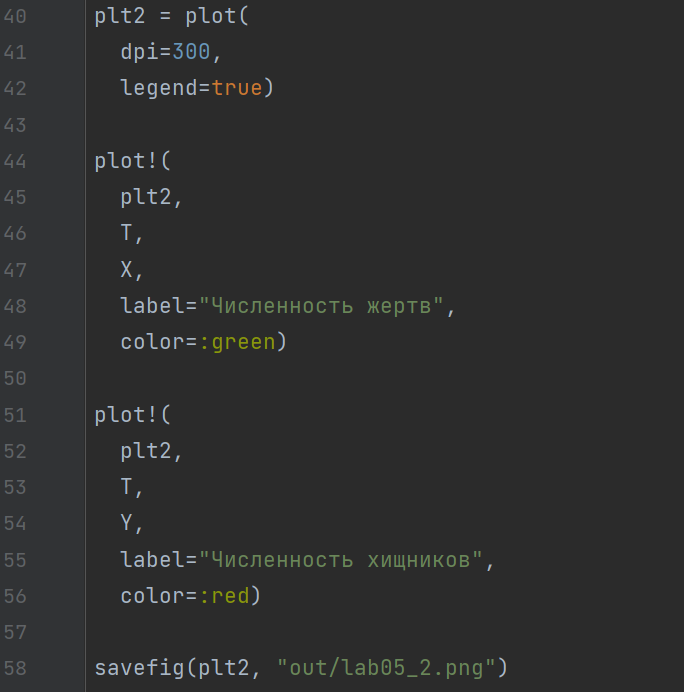 40 plt2 = plot(
41   dpi=300,
42   legend=true)
43
44 plot!(
45   plt2,
46   T,
47   X,
48   label="Численность жертв",
49   color=:green)
50
51 plot!(
52   plt2,
53   T,
54   Y,
55   label="Численность хищников",
56   color=:red)
57
58 savefig(plt2, "out/lab05_2.png")